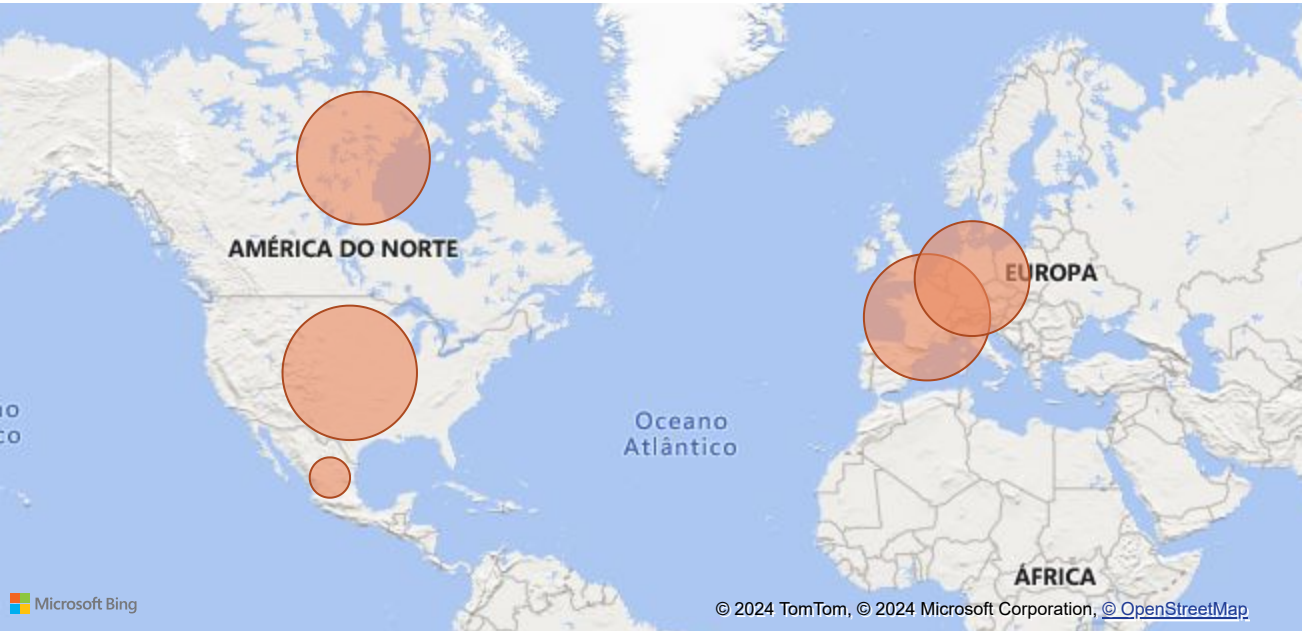 AMÉRICA DO NORTE
EUROPA
Oceano
Atlântico
ÁFRICA
Microsoft Bing
© 2024 TomTom, © 2024 Microsoft Corporation, © OpenStreetMap